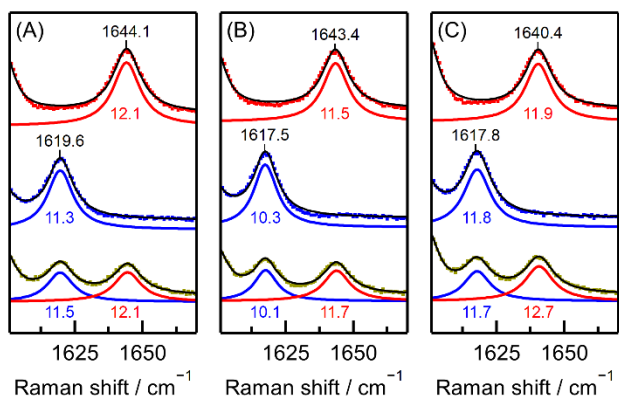 (A) (B) (C)
1644.1 1643.4 1640.4
12.1 11.5 11.9
1619.6 1617.5 1617.8
11.3 10.3 11.8
11.5 12.1 10.1 11.7 11.7 12.7
1625 1650 1625 1650 1625 1650
Raman shift / cm⁻¹ Raman shift / cm⁻¹ Raman shift / cm⁻¹